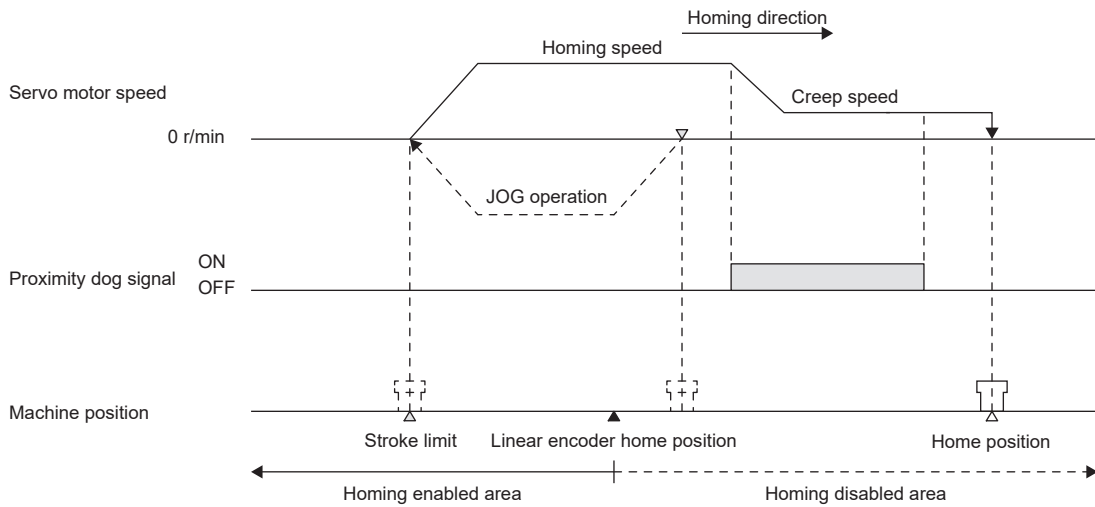 Homing direction
Homing speed
Servo motor speed
Creep speed
0 r/min
JOG operation
ON
Proximity dog signal
OFF
Machine position
Stroke limit
Linear encoder home position
Home position
Homing enabled area
Homing disabled area